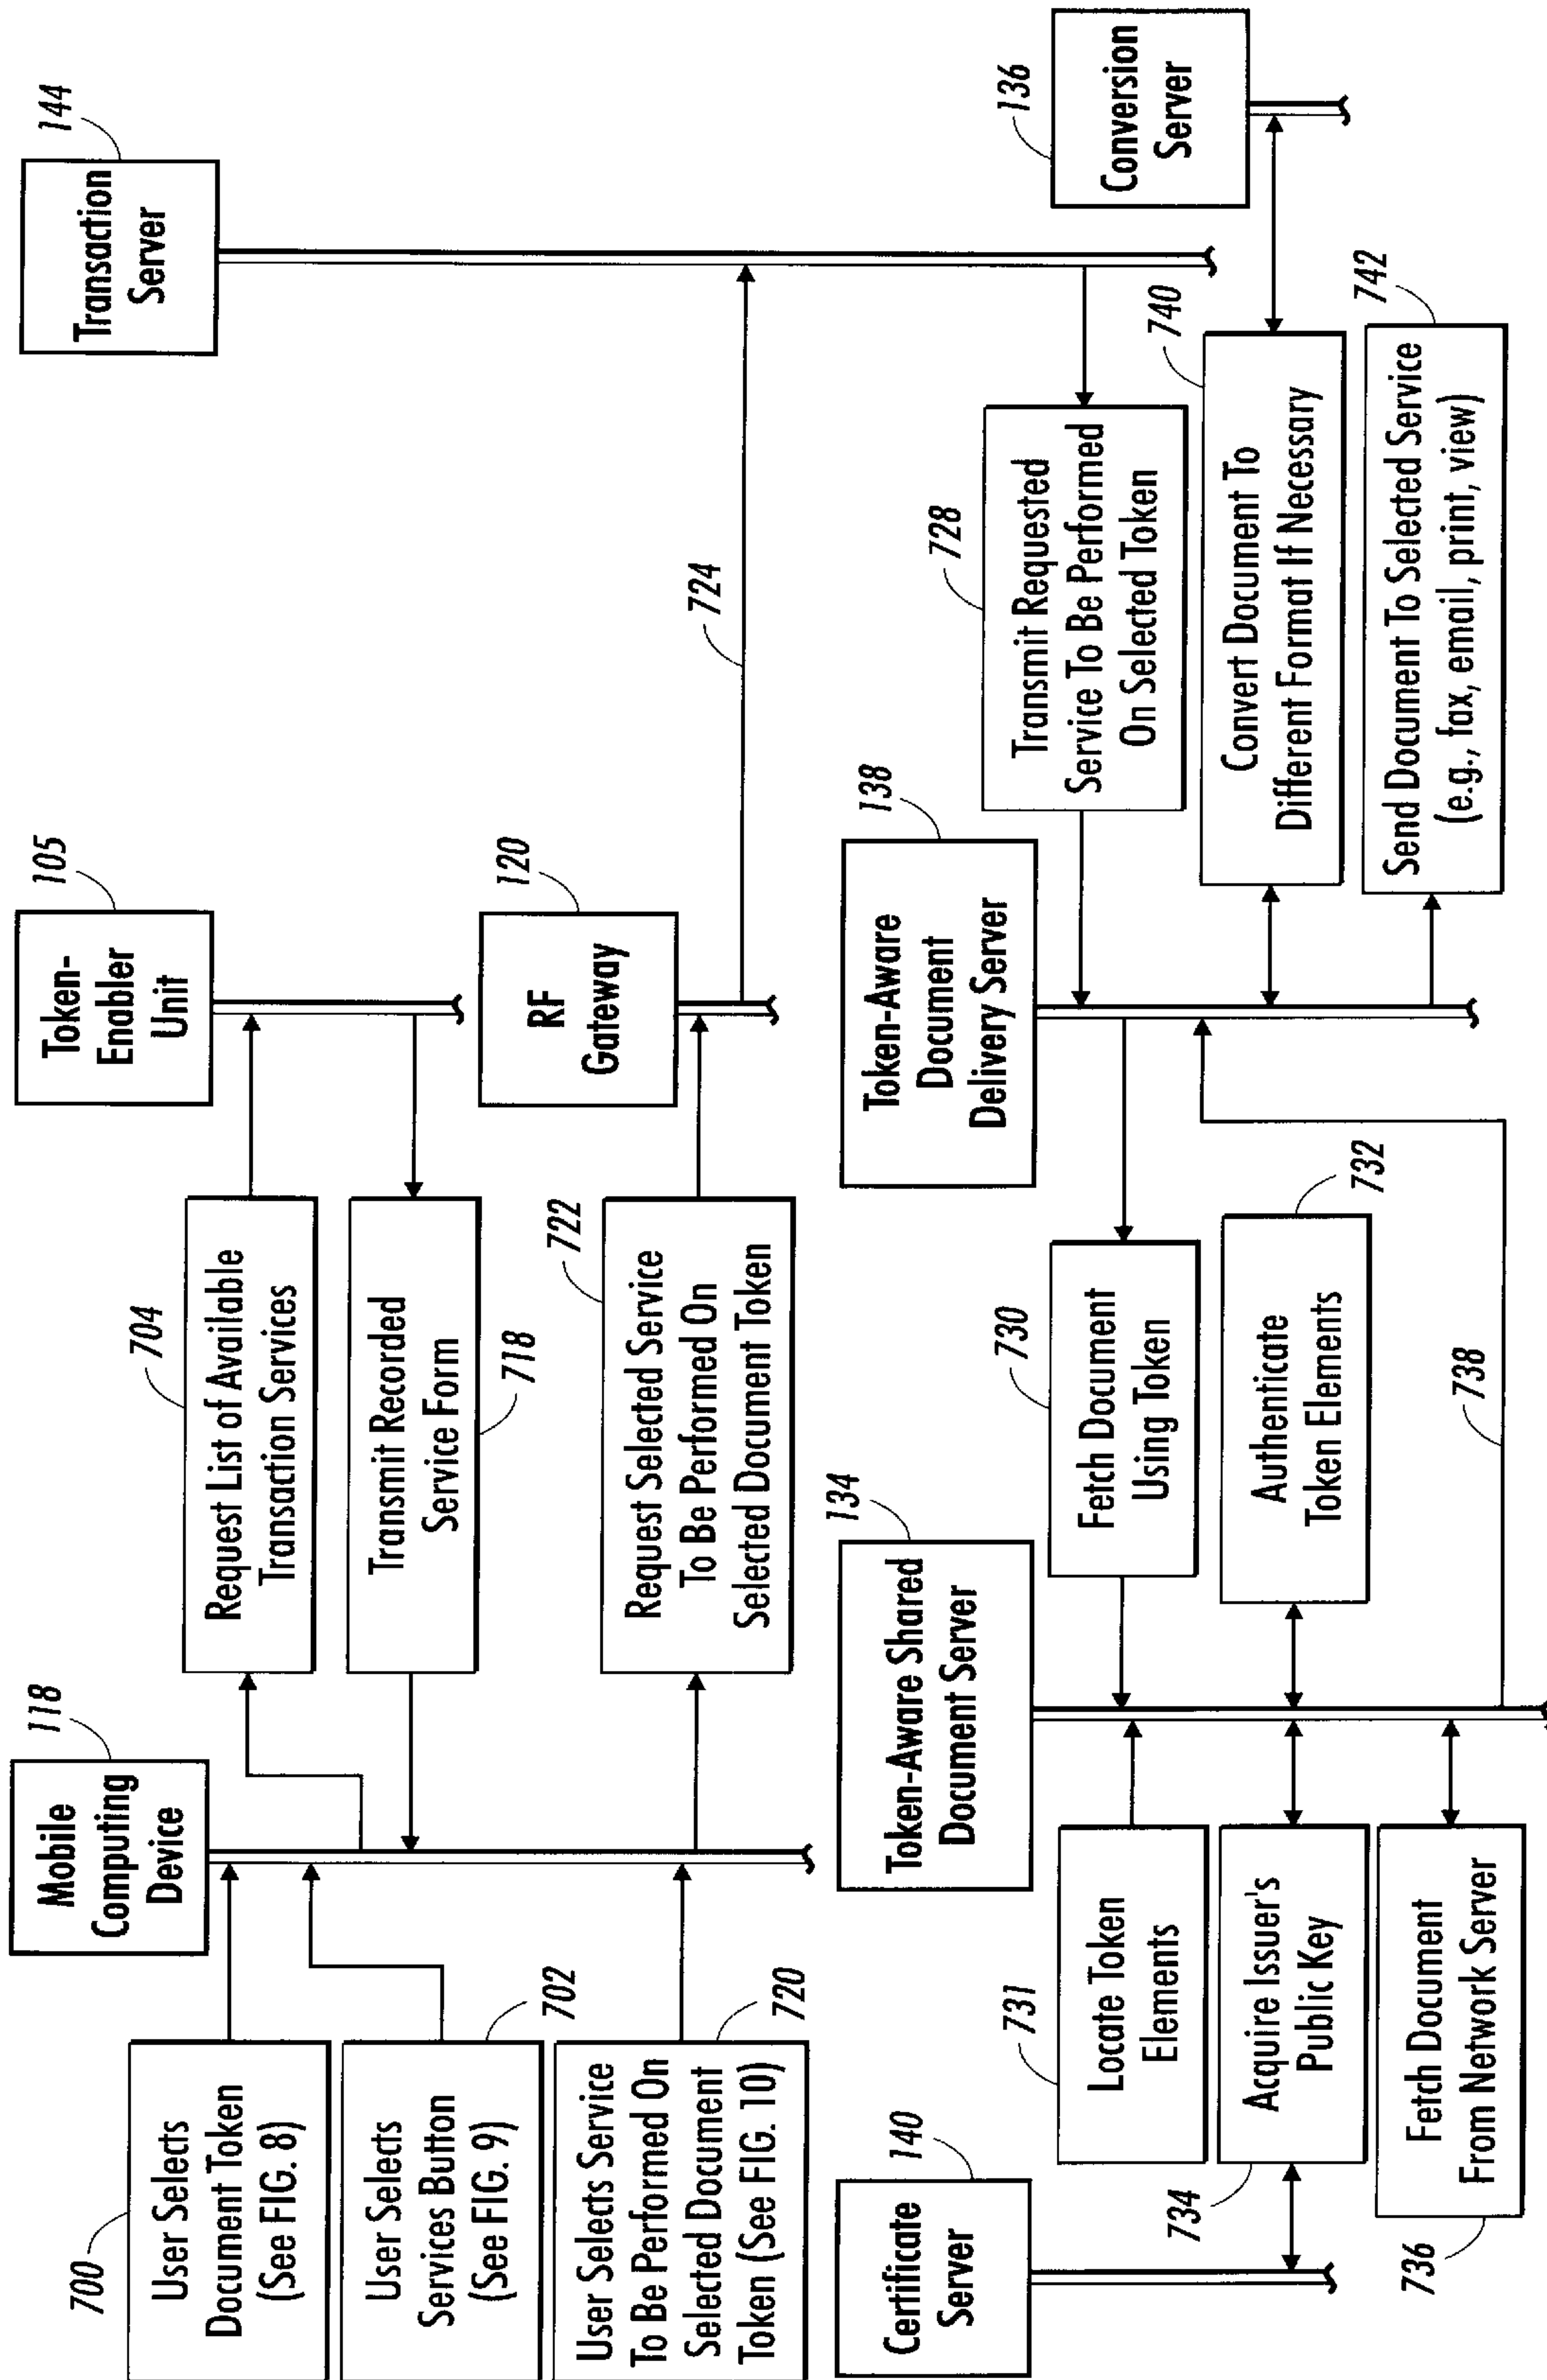 Mobile
Computing
Device
118
Token-
Enabler
Unit
105
Transaction
Server
144
700
User Selects
Document Token
(See FIG. 8)
704
Request List of Available
Transaction Services
User Selects
Services Button
(See FIG. 9)
702
Transmit Recorded
Service Form
718
RF
Gateway
120
User Selects Service
To Be Performed On
Selected Document
Token (See FIG. 10)
720
Request Selected Service
To Be Performed On
Selected Document Token
722
724
Certificate
Server
140
Token-Aware Shared
Document Server
134
Token-Aware
Document
Delivery Server
138
Conversion
Server
136
Transmit Requested
Service To Be Performed
On Selected Token
728
Fetch Document
Using Token
730
Locate Token
Elements
731
Authenticate
Token Elements
732
Acquire Issuer's
Public Key
734
Fetch Document
From Network Server
736
738
Convert Document To
Different Format If Necessary
740
Send Document To Selected Service
(e.g., fax, email, print, view)
742